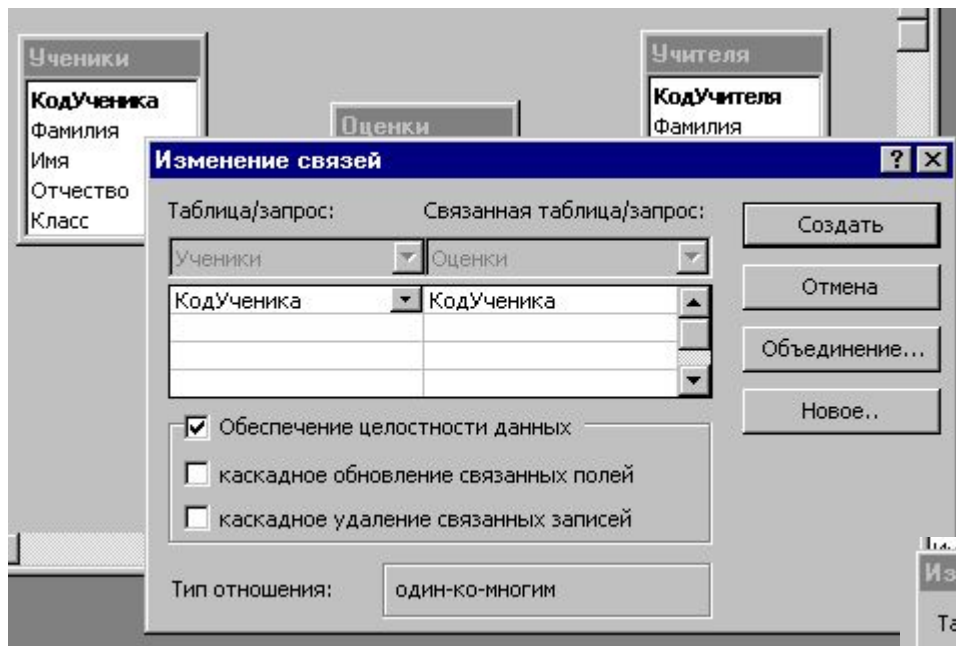 Ученики
КодУченика
Фамилия
Имя
Отчество
Класс
Оценки
Учителя
КодУчителя
Фамилия
Изменение связей
Таблица/запрос: Связанная таблица/запрос:
Ученики Оценки
КодУченика КодУченика
Создать
Отмена
Объединение...
Новое..
Обеспечение целостности данных
каскадное обновление связанных полей
каскадное удаление связанных записей
Тип отношения: один-ко-многим
Из
Та